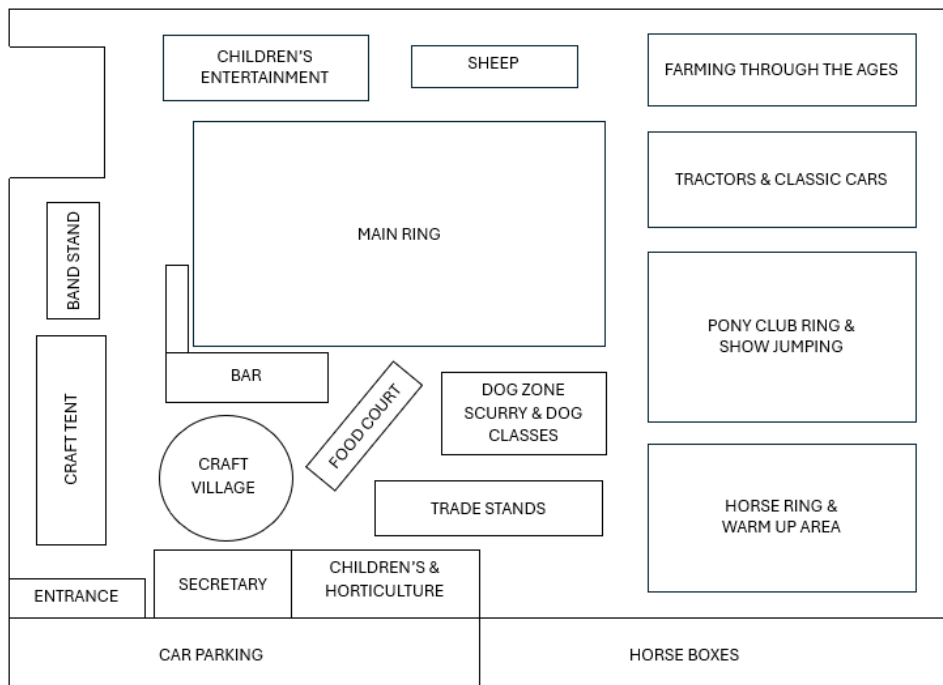 CHILDREN'S
ENTERTAINMENT
SHEEP
FARMING THROUGH THE AGES
TRACTORS & CLASSIC CARS
MAIN RING
BAND STAND
PONY CLUB RING &
SHOW JUMPING
BAR
CRAFT TENT
FOOD COURT
DOG ZONE
SCURRY & DOG
CLASSES
CRAFT
VILLAGE
TRADE STANDS
HORSE RING &
WARM UP AREA
ENTRANCE
SECRETARY
CHILDREN'S &
HORTICULTURE
CAR PARKING
HORSE BOXES